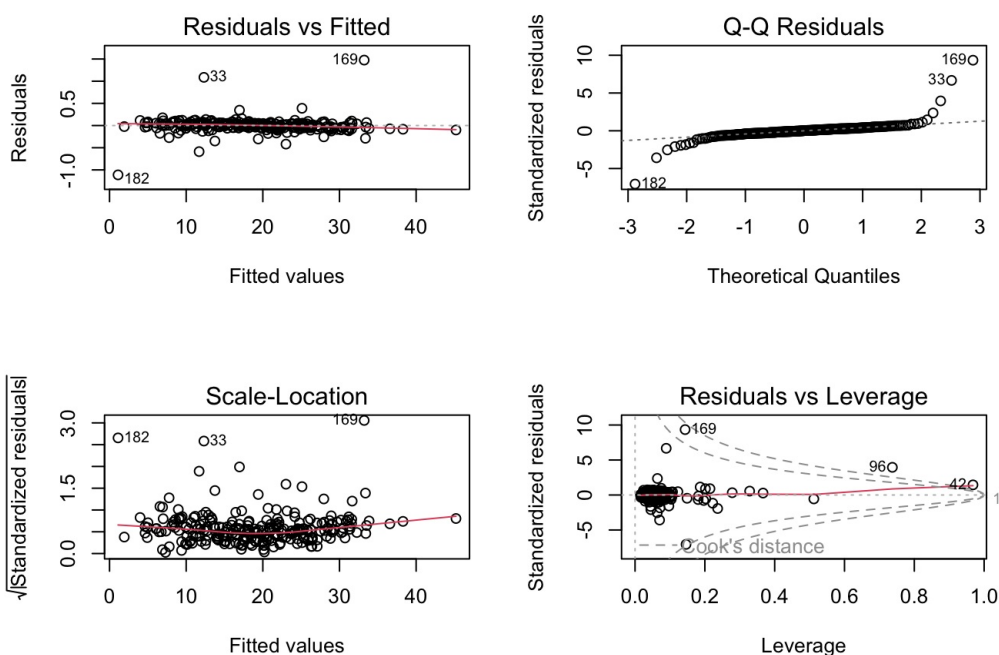 Residuals vs Fitted
Residuals
0.5
-1.0
169
33
182
0 10 20 30 40
Fitted values
Q-Q Residuals
Standardized residuals
10
5
0
-5
169
33
182
-3 -2 -1 0 1 2 3
Theoretical Quantiles
Scale-Location
√|Standardized residuals|
3.0
1.5
0.0
169
182
33
0 10 20 30 40
Fitted values
Residuals vs Leverage
Standardized residuals
10
5
0
-5
169
96
42
1
Cook's distance
0.0 0.2 0.4 0.6 0.8 1.0
Leverage